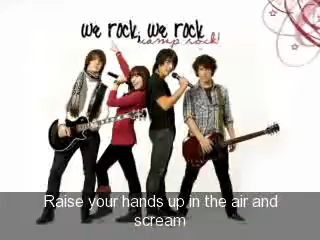 we rock, we rock
camp rock!
Raise your hands up in the air and
scream